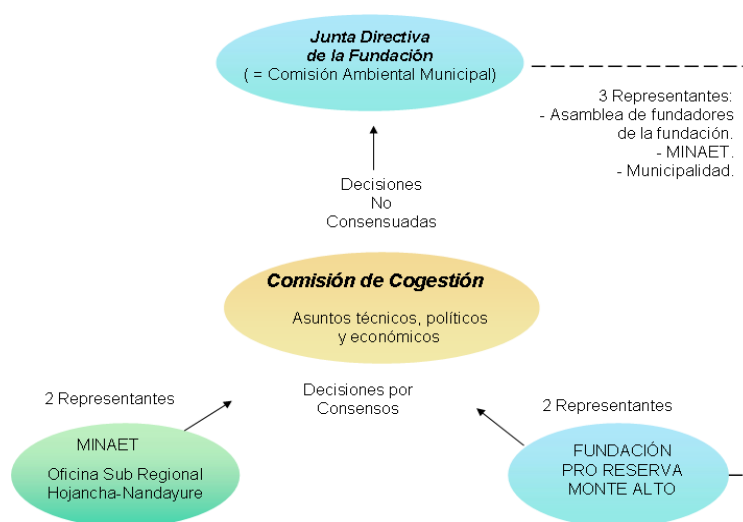 Junta Directiva
de la Fundación
( = Comisión Ambiental Municipal)
3 Representantes:
- Asamblea de fundadores
de la fundación.
- MINAET.
- Municipalidad.
Decisiones
No
Consensuadas
Comisión de Cogestión
Asuntos técnicos, políticos
y económicos
Decisiones por
Consensos
2 Representantes
MINAET
Oficina Sub Regional
Hojancha-Nandayure
2 Representantes
FUNDACIÓN
PRO RESERVA
MONTE ALTO